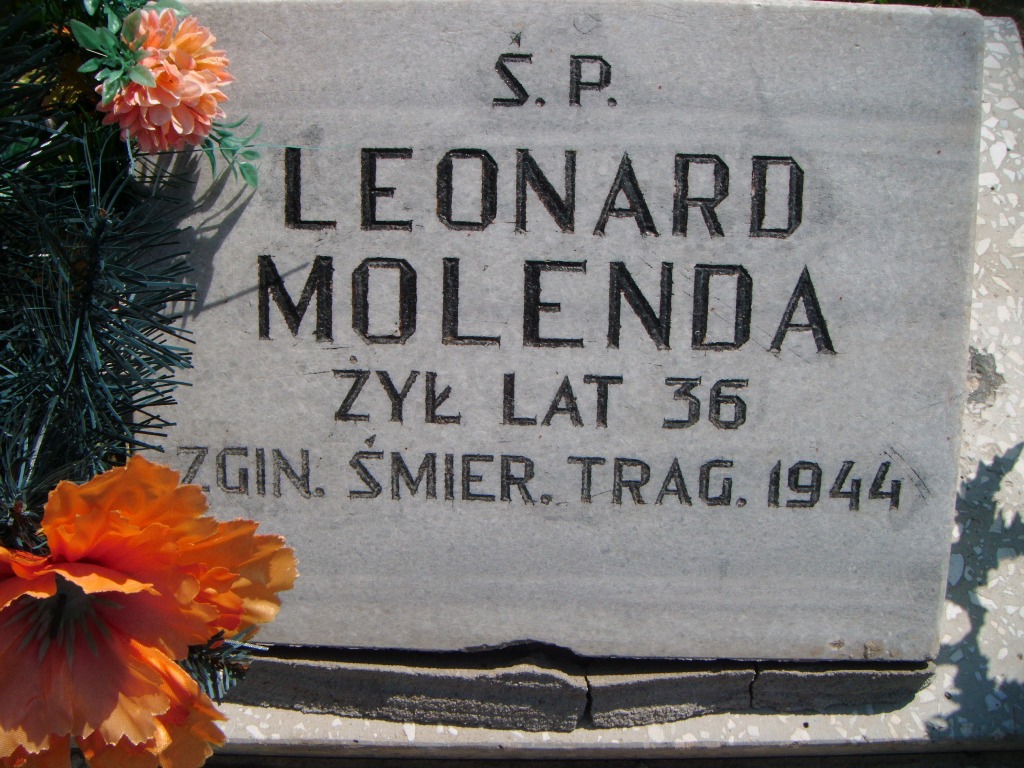 Ś. P.
LEONARD
MOLENDA
ŻYŁ LAT 36
ZGIN. ŚMIER. TRAG. 1944